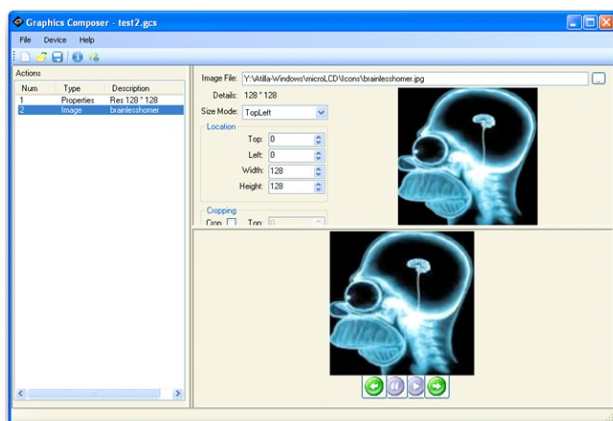 Graphics Composer - test2.gcs
File Device Help
Actions
Num Type Description
1 Properties Res 128 * 128
2 Image brainlesshomer
Image File: Y:\Atilla-Windows\microLCD\Icons\brainlesshomer.jpg ...
Details: 128 * 128
Size Mode: TopLeft
Location
Top: 0
Left: 0
Width: 128
Height: 128
Cropping
Crop Top: 0